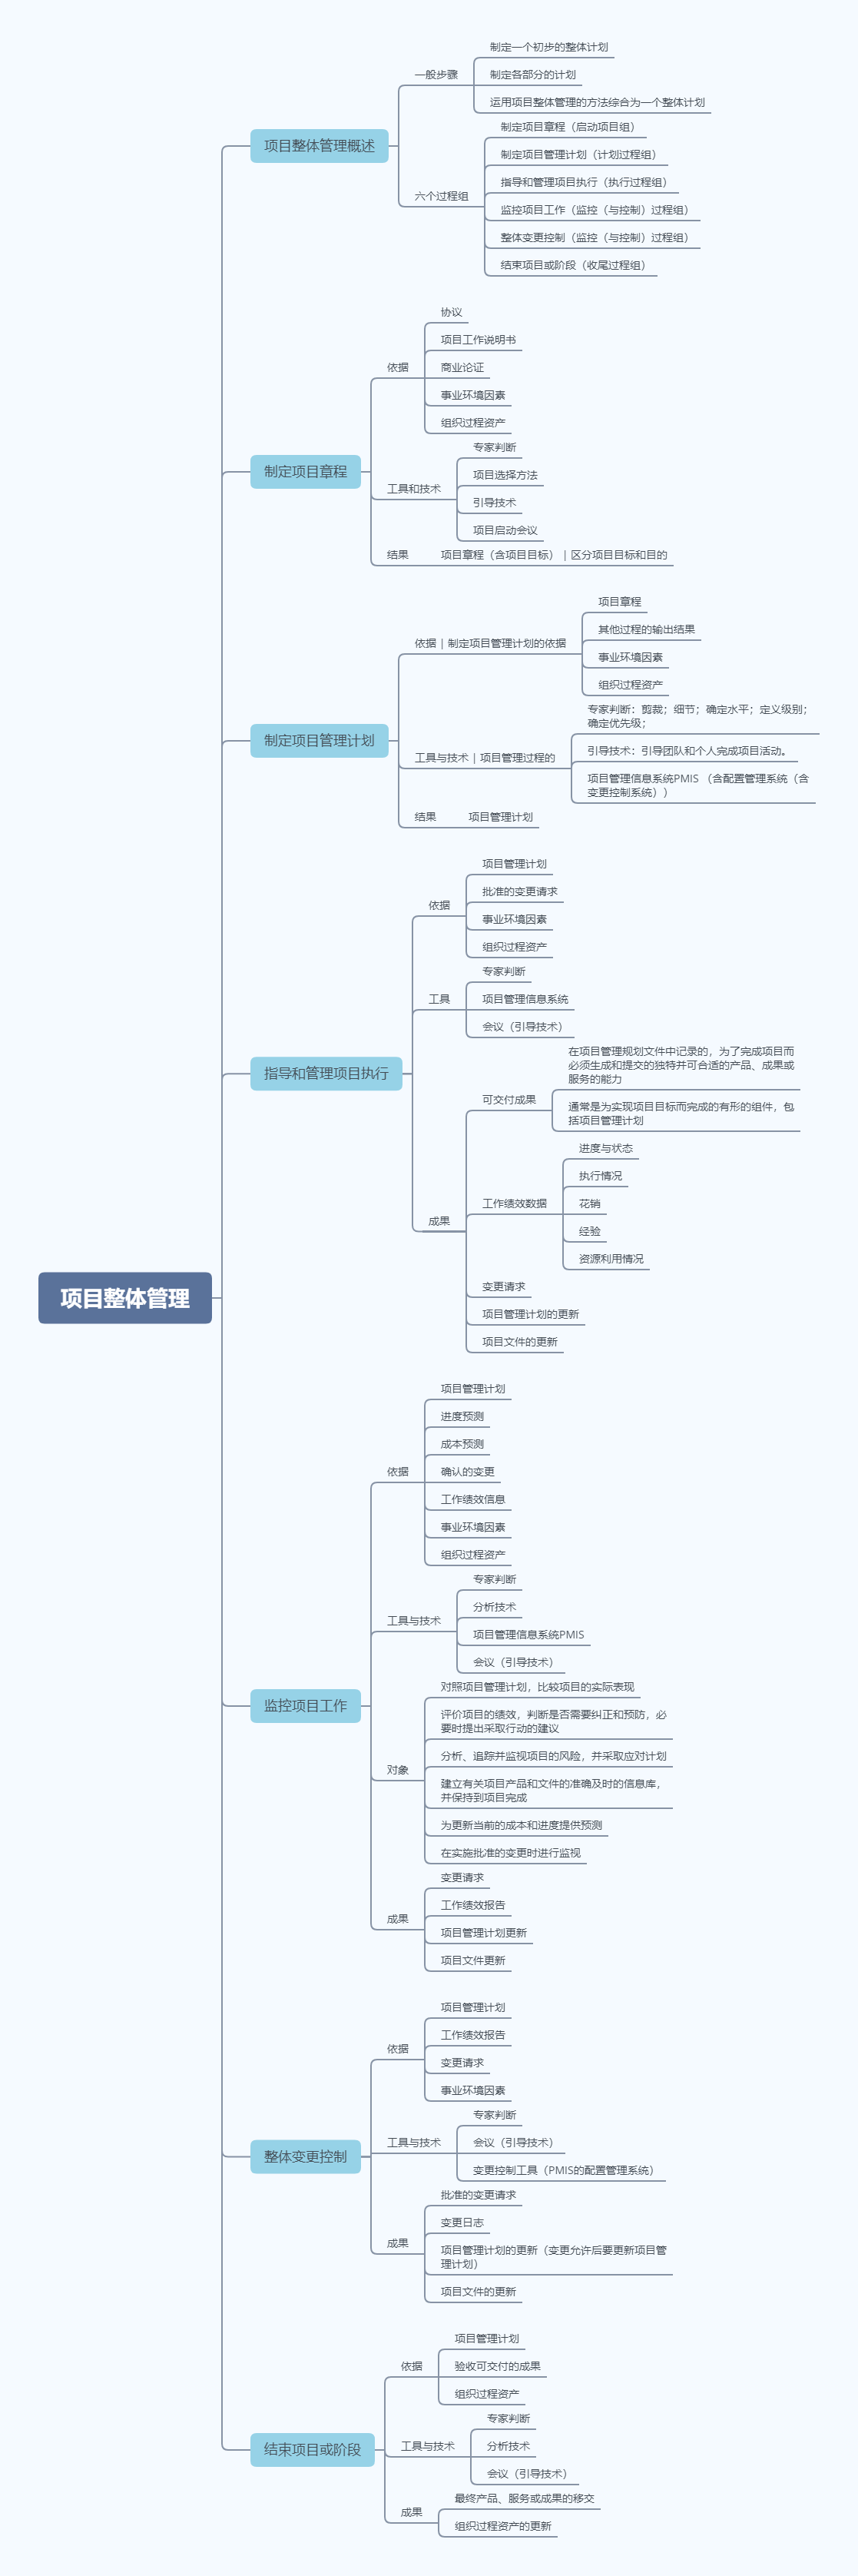 项目整体管理
项目整体管理概述
一般步骤
制定一个初步的整体计划
制定各部分的计划
运用项目整体管理的方法综合为一个整体计划
六个过程组
制定项目章程（启动项目组）
制定项目管理计划（计划过程组）
指导和管理项目执行（执行过程组）
监控项目工作（监控（与控制）过程组）
整体变更控制（监控（与控制）过程组）
结束项目或阶段（收尾过程组）
制定项目章程
依据
协议
项目工作说明书
商业论证
事业环境因素
组织过程资产
工具和技术
专家判断
项目选择方法
引导技术
项目启动会议
结果
项目章程（含项目目标）｜区分项目目标和目的
制定项目管理计划
依据｜制定项目管理计划的依据
项目章程
其他过程的输出结果
事业环境因素
组织过程资产
工具与技术｜项目管理过程的
专家判断：剪裁；细节；确定水平；定义级别；
确定优先级；
引导技术：引导团队和个人完成项目活动。
项目管理信息系统PMIS （含配置管理系统（含
变更控制系统））
结果
项目管理计划
指导和管理项目执行
依据
项目管理计划
批准的变更请求
事业环境因素
组织过程资产
工具
专家判断
项目管理信息系统
会议（引导技术）
成果
可交付成果
在项目管理规划文件中记录的，为了完成项目而
必须生成和提交的独特并可合适的产品、成果或
服务的能力
通常是为实现项目目标而完成的有形的组件，包
括项目管理计划
工作绩效数据
进度与状态
执行情况
花销
经验
资源利用情况
变更请求
项目管理计划的更新
项目文件的更新
监控项目工作
依据
项目管理计划
进度预测
成本预测
确认的变更
工作绩效信息
事业环境因素
组织过程资产
工具与技术
专家判断
分析技术
项目管理信息系统PMIS
会议（引导技术）
对象
对照项目管理计划，比较项目的实际表现
评价项目的绩效，判断是否需要纠正和预防，必
要时提出采取行动的建议
分析、追踪并监视项目的风险，并采取应对计划
建立有关项目产品和文件的准确及时的信息库，
并保持到项目完成
为更新当前的成本和进度提供预测
在实施批准的变更时进行监视
成果
变更请求
工作绩效报告
项目管理计划更新
项目文件更新
整体变更控制
依据
项目管理计划
工作绩效报告
变更请求
事业环境因素
工具与技术
专家判断
会议（引导技术）
变更控制工具（PMIS的配置管理系统）
成果
批准的变更请求
变更日志
项目管理计划的更新（变更允许后要更新项目管
理计划）
项目文件的更新
结束项目或阶段
依据
项目管理计划
验收可交付的成果
组织过程资产
工具与技术
专家判断
分析技术
会议（引导技术）
成果
最终产品、服务或成果的移交
组织过程资产的更新